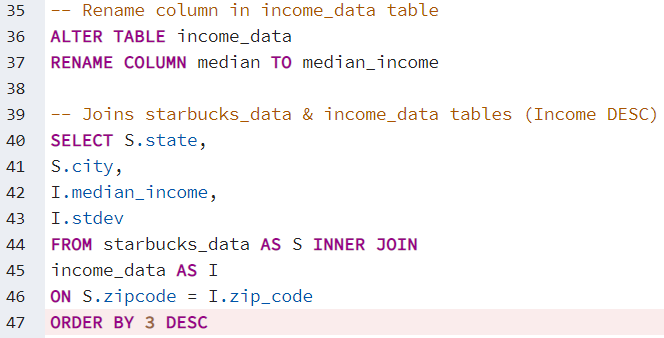 35 -- Rename column in income_data table
36 ALTER TABLE income_data
37 RENAME COLUMN median TO median_income
38
39 -- Joins starbucks_data & income_data tables (Income DESC)
40 SELECT S.state,
41 S.city,
42 I.median_income,
43 I.stdev
44 FROM starbucks_data AS S INNER JOIN
45 income_data AS I
46 ON S.zipcode = I.zip_code
47 ORDER BY 3 DESC